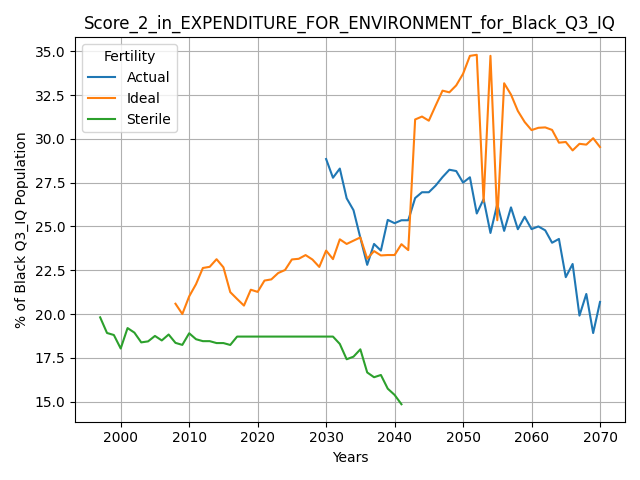 Score_2_in_EXPENDITURE_FOR_ENVIRONMENT_for_Black_Q3_IQ
Fertility
Actual
Ideal
Sterile
% of Black Q3_IQ Population
35.0
32.5
30.0
27.5
25.0
22.5
20.0
17.5
15.0
2000 2010 2020 2030 2040 2050 2060 2070
Years